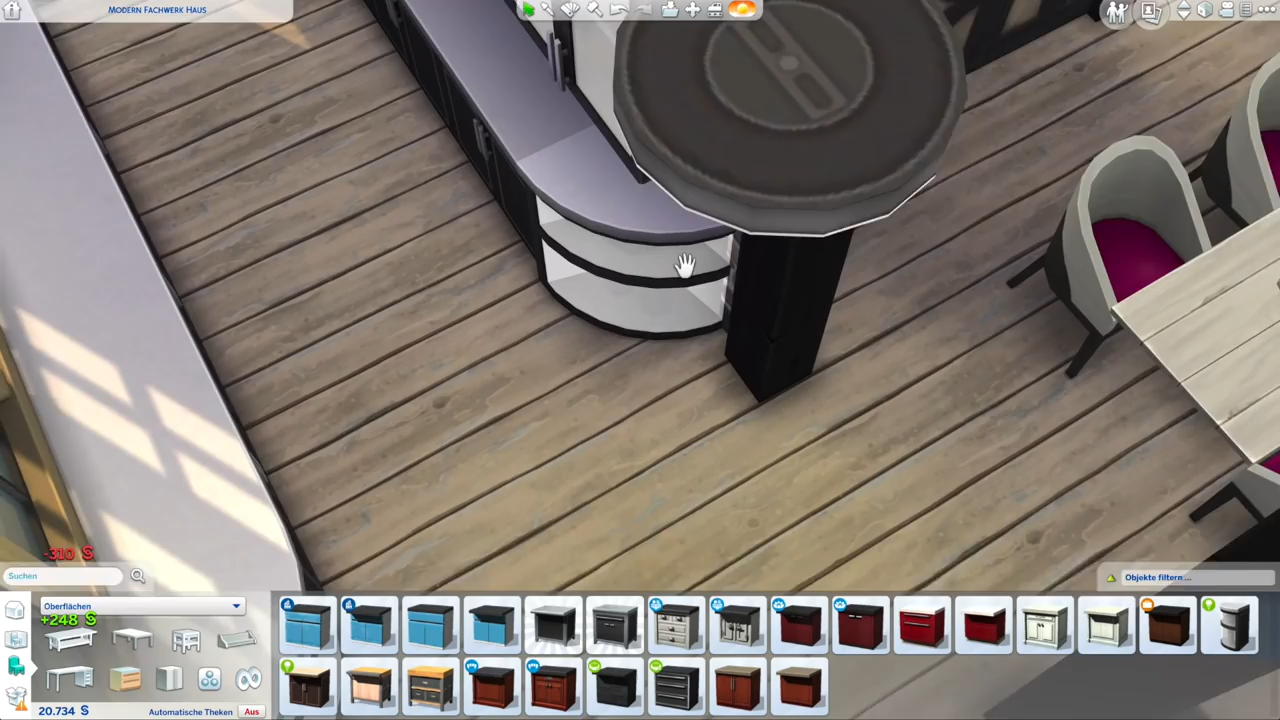 MODERN FACHWERK HAUS
-310 S
Suchen
Objekte filtern ...
Oberflächen
+248 S
20.734 S
Automatische Theken
Aus